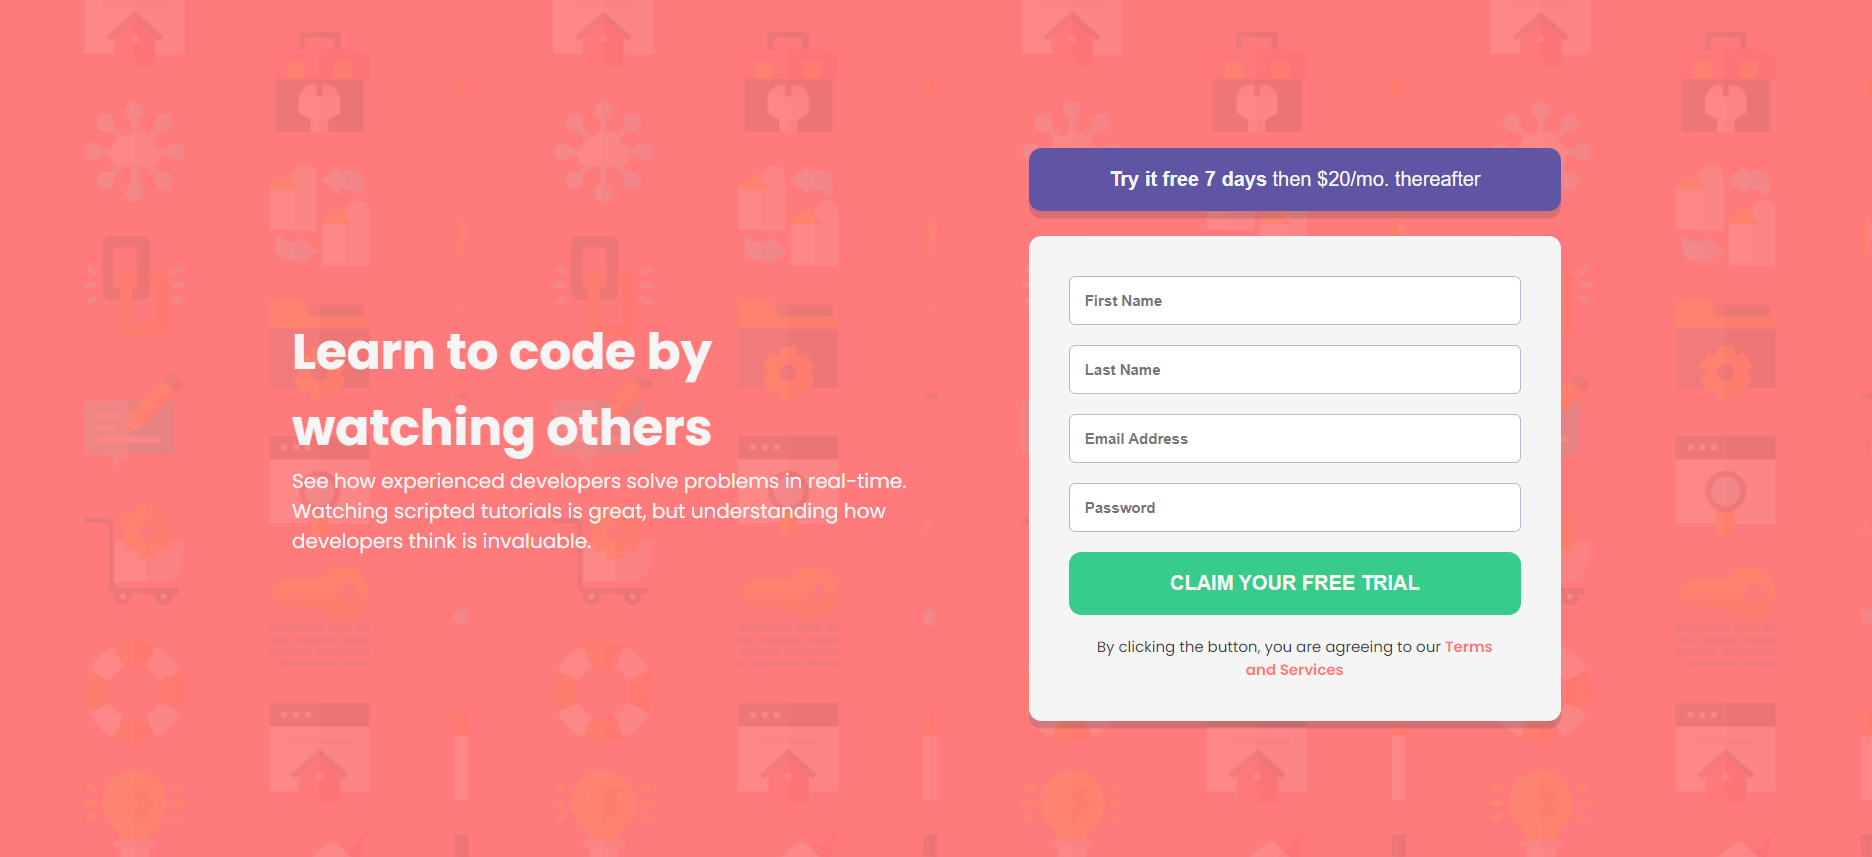 Learn to code by
watching others
See how experienced developers solve problems in real-time.
Watching scripted tutorials is great, but understanding how
developers think is invaluable.
Try it free 7 days then $20/mo. thereafter
First Name
Last Name
Email Address
Password
CLAIM YOUR FREE TRIAL
By clicking the button, you are agreeing to our Terms
and Services